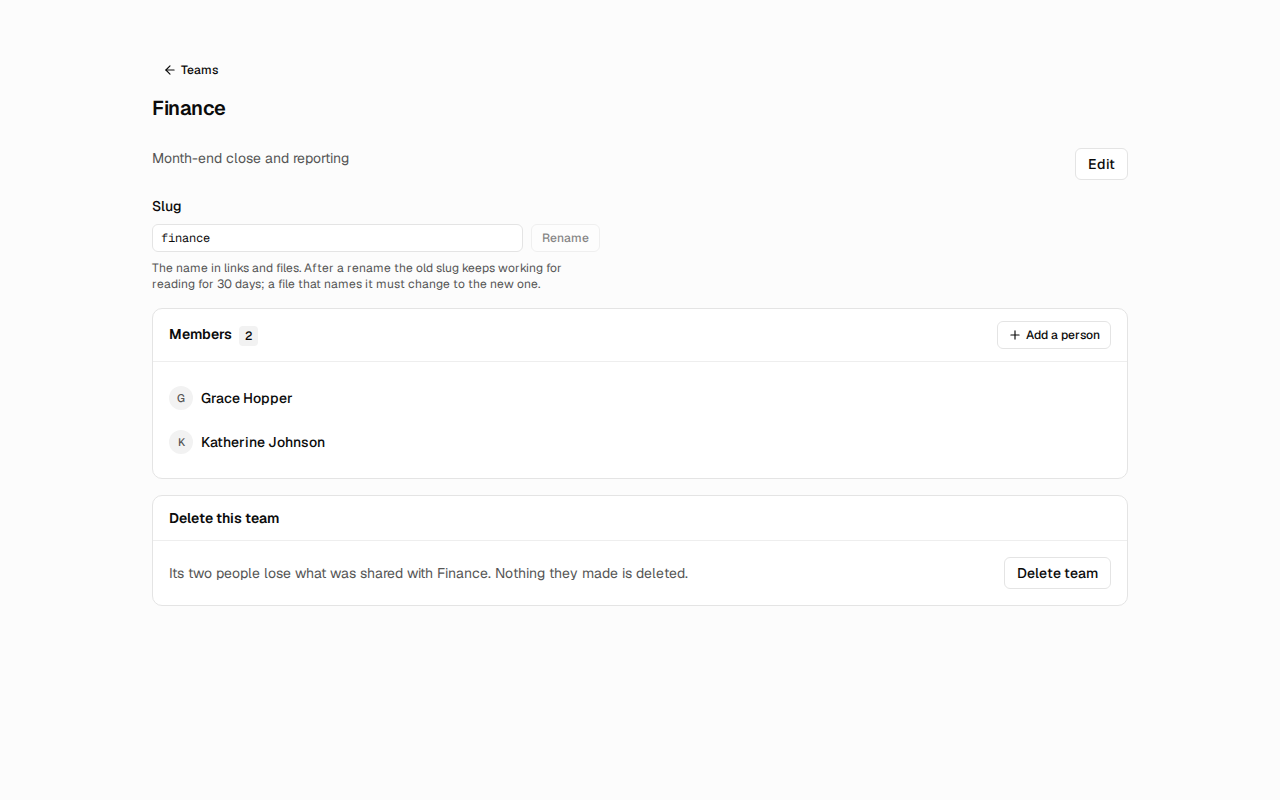 Teams
Finance
Month-end close and reporting
Edit
Slug
finance
Rename
The name in links and files. After a rename the old slug keeps working for
reading for 30 days; a file that names it must change to the new one.
Members 2
Add a person
G Grace Hopper
K Katherine Johnson
Delete this team
Its two people lose what was shared with Finance. Nothing they made is deleted.
Delete team